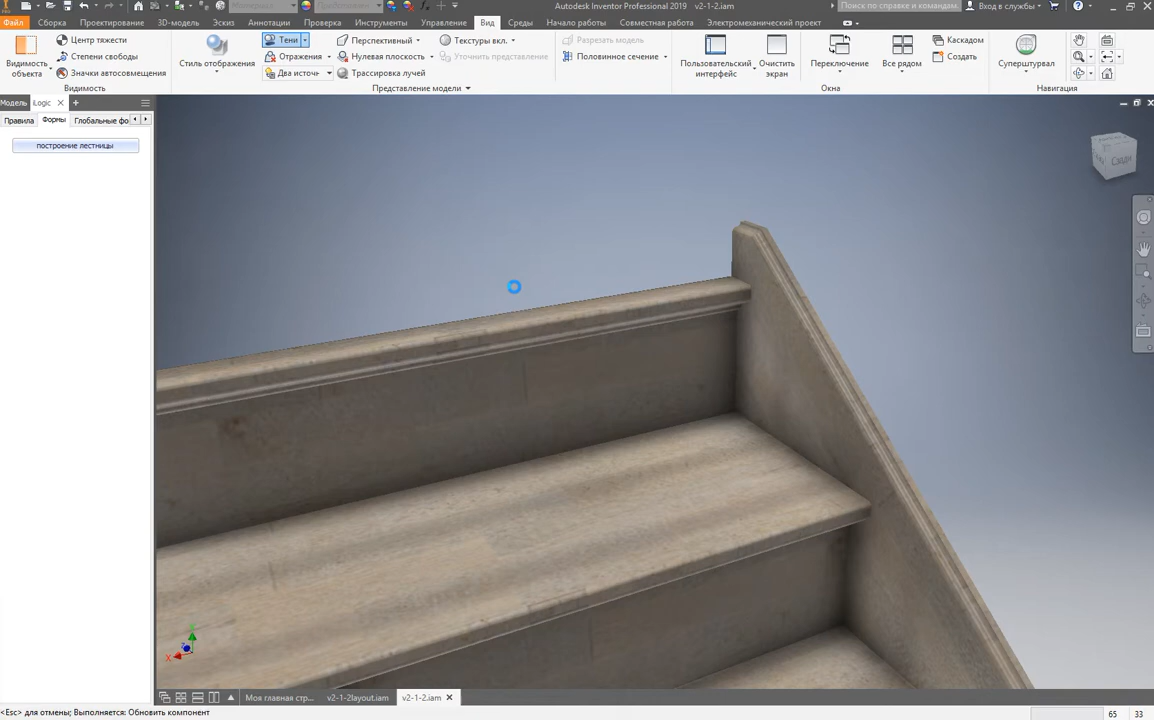 Autodesk Inventor Professional 2019 v2-1-2.iam
Поиск по справке и командам.
Вход в службы
Файл Сборка Проектирование 3D-модель Эскиз Аннотации Проверка Инструменты Управление Вид Среды Начало работы Совместная работа Электромеханический проект
Видимость объекта
Центр тяжести
Степени свободы
Значки автосовмещения
Видимость
Стиль отображения
Тени
Отражения
Два источн
Перспективный
Нулевая плоскость
Трассировка лучей
Текстуры вкл.
Уточнить представление
Представление модели
Разрезать модель
Половинное сечение
Пользовательский интерфейс
Очистить экран
Переключение
Все рядом
Каскадом
Создать
Окна
Суперштурвал
Навигация
Модель iLogic
Правила Формы Глобальные фо
построение лестницы
Сзади
Y
X
Моя главная стр... v2-1-2layout.iam v2-1-2.iam
<Esc> для отмены; Выполняется: Обновить компонент
65 33